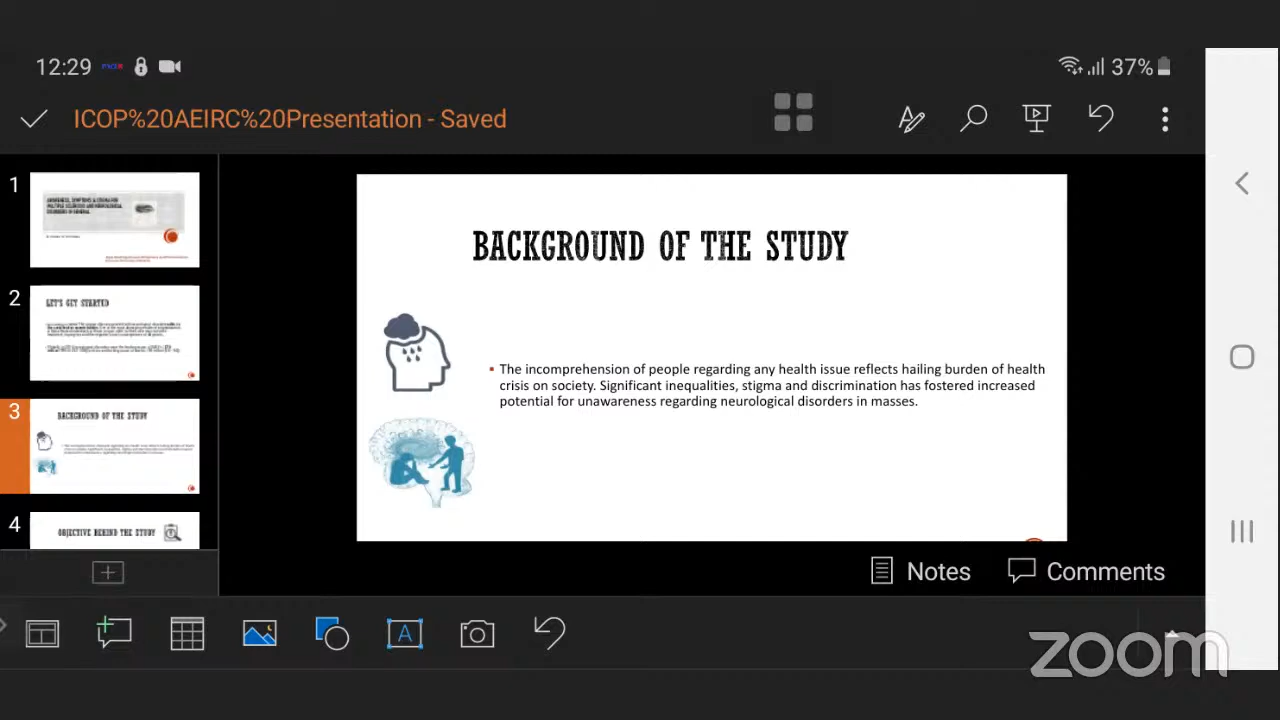 12:29
37%
ICOP%20AEIRC%20Presentation - Saved
1
2
LET'S GET STARTED
3
BACKGROUND OF THE STUDY
4
OBJECTIVE BEHIND THE STUDY
BACKGROUND OF THE STUDY
The incomprehension of people regarding any health issue reflects hailing burden of health
crisis on society. Significant inequalities, stigma and discrimination has fostered increased
potential for unawareness regarding neurological disorders in masses.
Notes
Comments
A
zoom